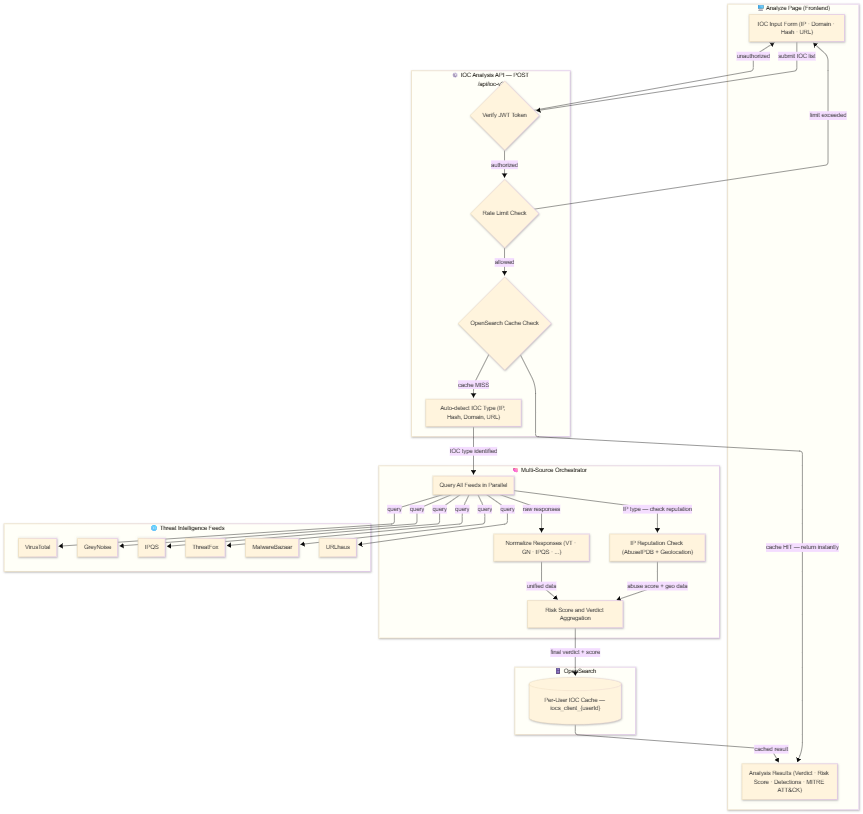 Analyze Page (Frontend)
IOC Input Form (IP · Domain ·
Hash · URL)
unauthorized
submit IOC list
IOC Analysis API — POST
Verify JWT Token
limit exceeded
authorized
Rate Limit Check
allowed
OpenSearch Cache Check
cache MISS
Auto-detect IOC Type (IP,
Hash, Domain, URL)
IOC type identified
Multi-Source Orchestrator
Query All Feeds in Parallel
query
query
query
query
query
query
raw responses
IP type — check reputation
Threat Intelligence Feeds
VirusTotal
GreyNoise
IPQS
ThreatFox
MalwareBazaar
URLhaus
Normalize Responses (VT ·
GN · IPQS · ...)
IP Reputation Check
(AbuseIPDB + Geolocation)
cache HIT — return instantly
unified data
abuse score + geo data
Risk Score and Verdict
Aggregation
final verdict + score
OpenSearch
Per-User IOC Cache —
iocs_client_{userId}
cached result
Analysis Results (Verdict · Risk
Score · Detections · MITRE
ATT&CK)